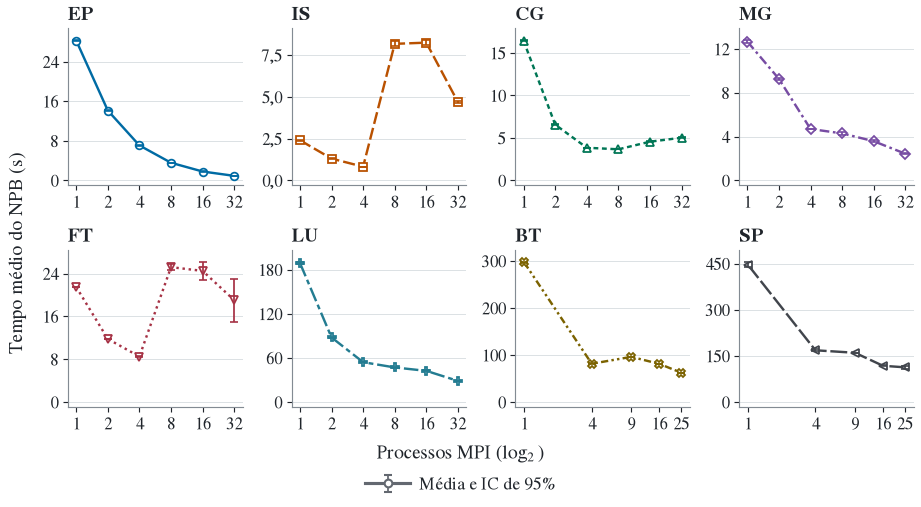 EP
IS
CG
MG
24
16
8
0
1 2 4 8 16 32
7,5
5,0
2,5
0,0
1 2 4 8 16 32
15
10
5
0
1 2 4 8 16 32
12
8
4
0
1 2 4 8 16 32
Tempo médio do NPB (s)
FT
LU
BT
SP
24
16
8
0
1 2 4 8 16 32
180
120
60
0
1 2 4 8 16 32
300
200
100
0
1 4 9 16 25
450
300
150
0
1 4 9 16 25
Processos MPI (log₂ )
Média e IC de 95%